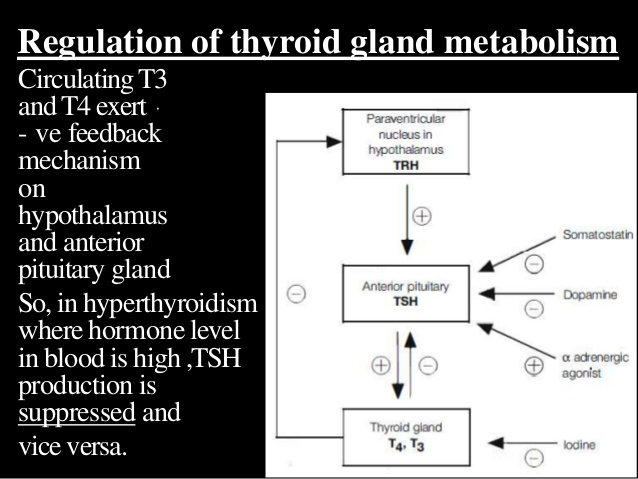 Regulation of thyroid gland metabolism
Circulating T3
and T4 exert
- ve feedback
mechanism
on
hypothalamus
and anterior
pituitary gland
So, in hyperthyroidism
where hormone level
in blood is high ,TSH
production is
suppressed and
vice versa.
Paraventricular
nucleus in
hypothalamus
TRH
+
-
Anterior pituitary
TSH
Somatostatin
-
Dopamine
-
α adrenergic
agonist
+
+
-
Thyroid gland
T4, T3
Iodine
-